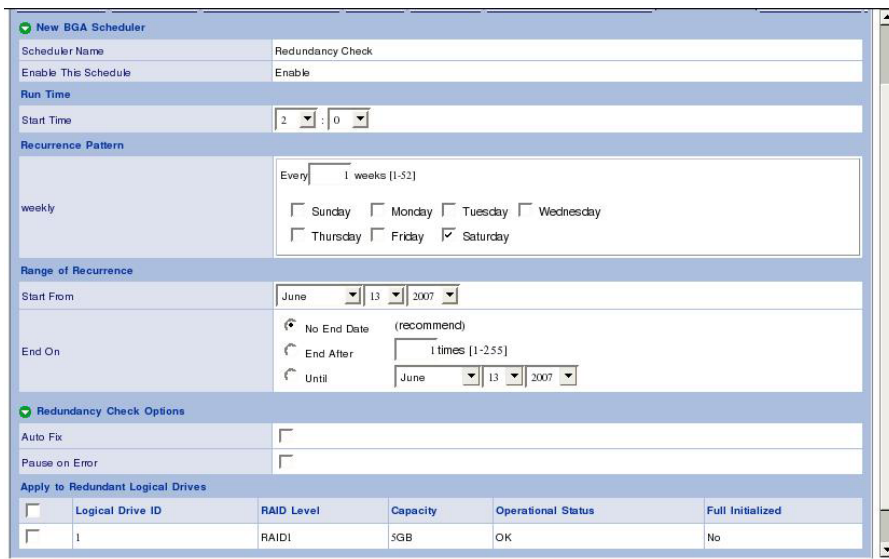 New BGA Scheduler
Scheduler Name Redundancy Check
Enable This Schedule Enable
Run Time
Start Time 2 : 0
Recurrence Pattern
weekly
Every 1 weeks [1-52]
Sunday Monday Tuesday Wednesday
Thursday Friday Saturday
Range of Recurrence
Start From June 13 2007
End On
No End Date (recommend)
End After 1 times [1-255]
Until June 13 2007
Redundancy Check Options
Auto Fix
Pause on Error
Apply to Redundant Logical Drives
Logical Drive ID RAID Level Capacity Operational Status Full Initialized
1 RAID1 5GB OK No